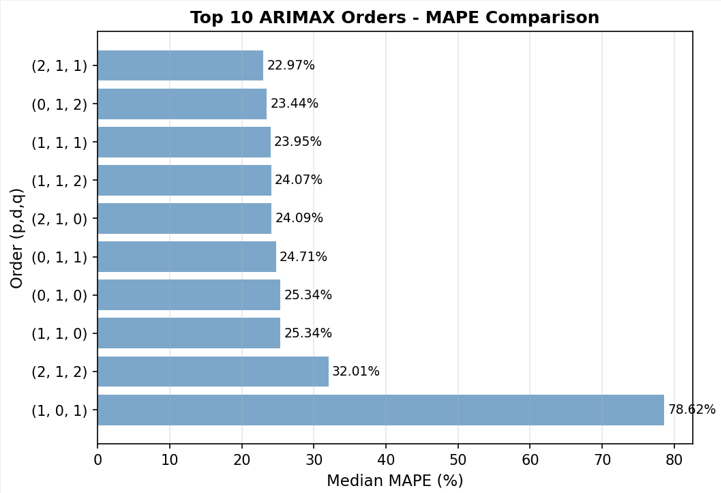 Top 10 ARIMAX Orders - MAPE Comparison
Order (p,d,q)
(2, 1, 1) 22.97%
(0, 1, 2) 23.44%
(1, 1, 1) 23.95%
(1, 1, 2) 24.07%
(2, 1, 0) 24.09%
(0, 1, 1) 24.71%
(0, 1, 0) 25.34%
(1, 1, 0) 25.34%
(2, 1, 2) 32.01%
(1, 0, 1) 78.62%
0 10 20 30 40 50 60 70 80
Median MAPE (%)